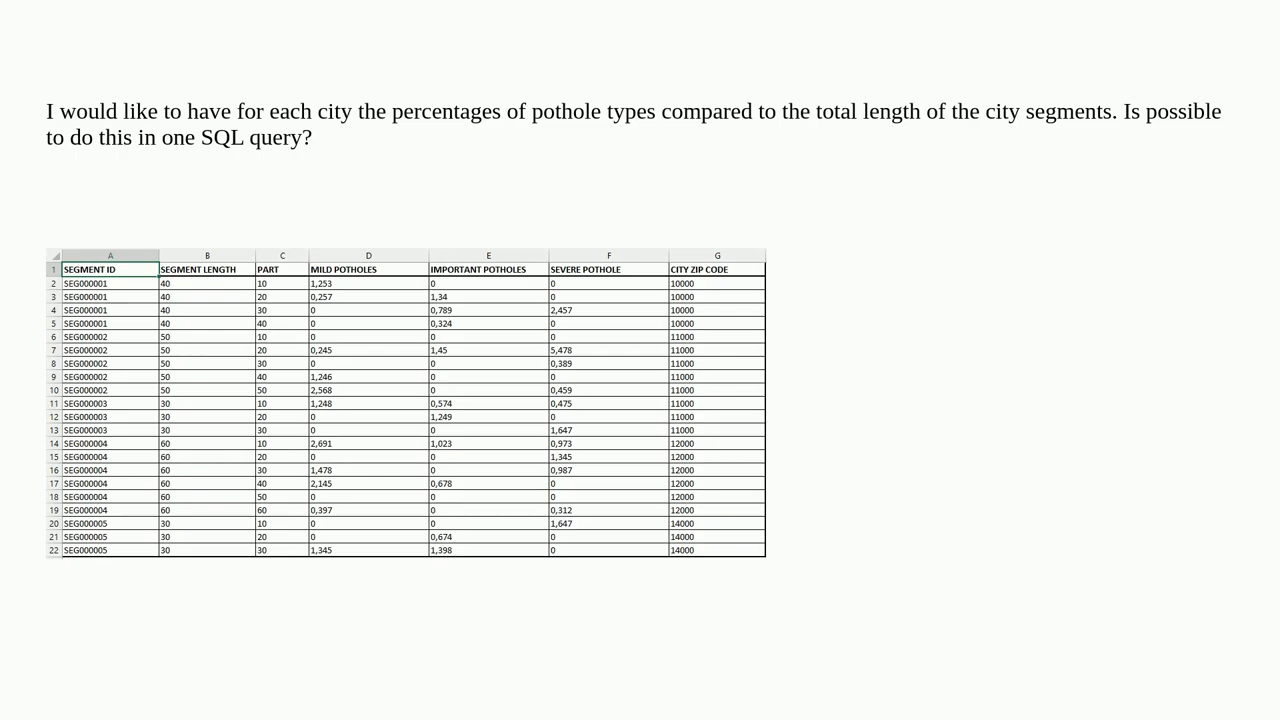 I would like to have for each city the percentages of pothole types compared to the total length of the city segments. Is possible
to do this in one SQL query?
A B C D E F G
1 SEGMENT ID SEGMENT LENGTH PART MILD POTHOLES IMPORTANT POTHOLES SEVERE POTHOLE CITY ZIP CODE
2 SEG000001 40 10 1,253 0 0 10000
3 SEG000001 40 20 0,257 1,34 0 10000
4 SEG000001 40 30 0 0,789 2,457 10000
5 SEG000001 40 40 0 0,324 0 10000
6 SEG000002 50 10 0 0 0 11000
7 SEG000002 50 20 0,245 1,45 5,478 11000
8 SEG000002 50 30 0 0 0,389 11000
9 SEG000002 50 40 1,246 0 0 11000
10 SEG000002 50 50 2,568 0 0,459 11000
11 SEG000003 30 10 1,248 0,574 0,475 11000
12 SEG000003 30 20 0 1,249 0 11000
13 SEG000003 30 30 0 0 1,647 11000
14 SEG000004 60 10 2,691 1,023 0,973 12000
15 SEG000004 60 20 0 0 1,345 12000
16 SEG000004 60 30 1,478 0 0,987 12000
17 SEG000004 60 40 2,145 0,678 0 12000
18 SEG000004 60 50 0 0 0 12000
19 SEG000004 60 60 0,397 0 0,312 12000
20 SEG000005 30 10 0 0 1,647 14000
21 SEG000005 30 20 0 0,674 0 14000
22 SEG000005 30 30 1,345 1,398 0 14000